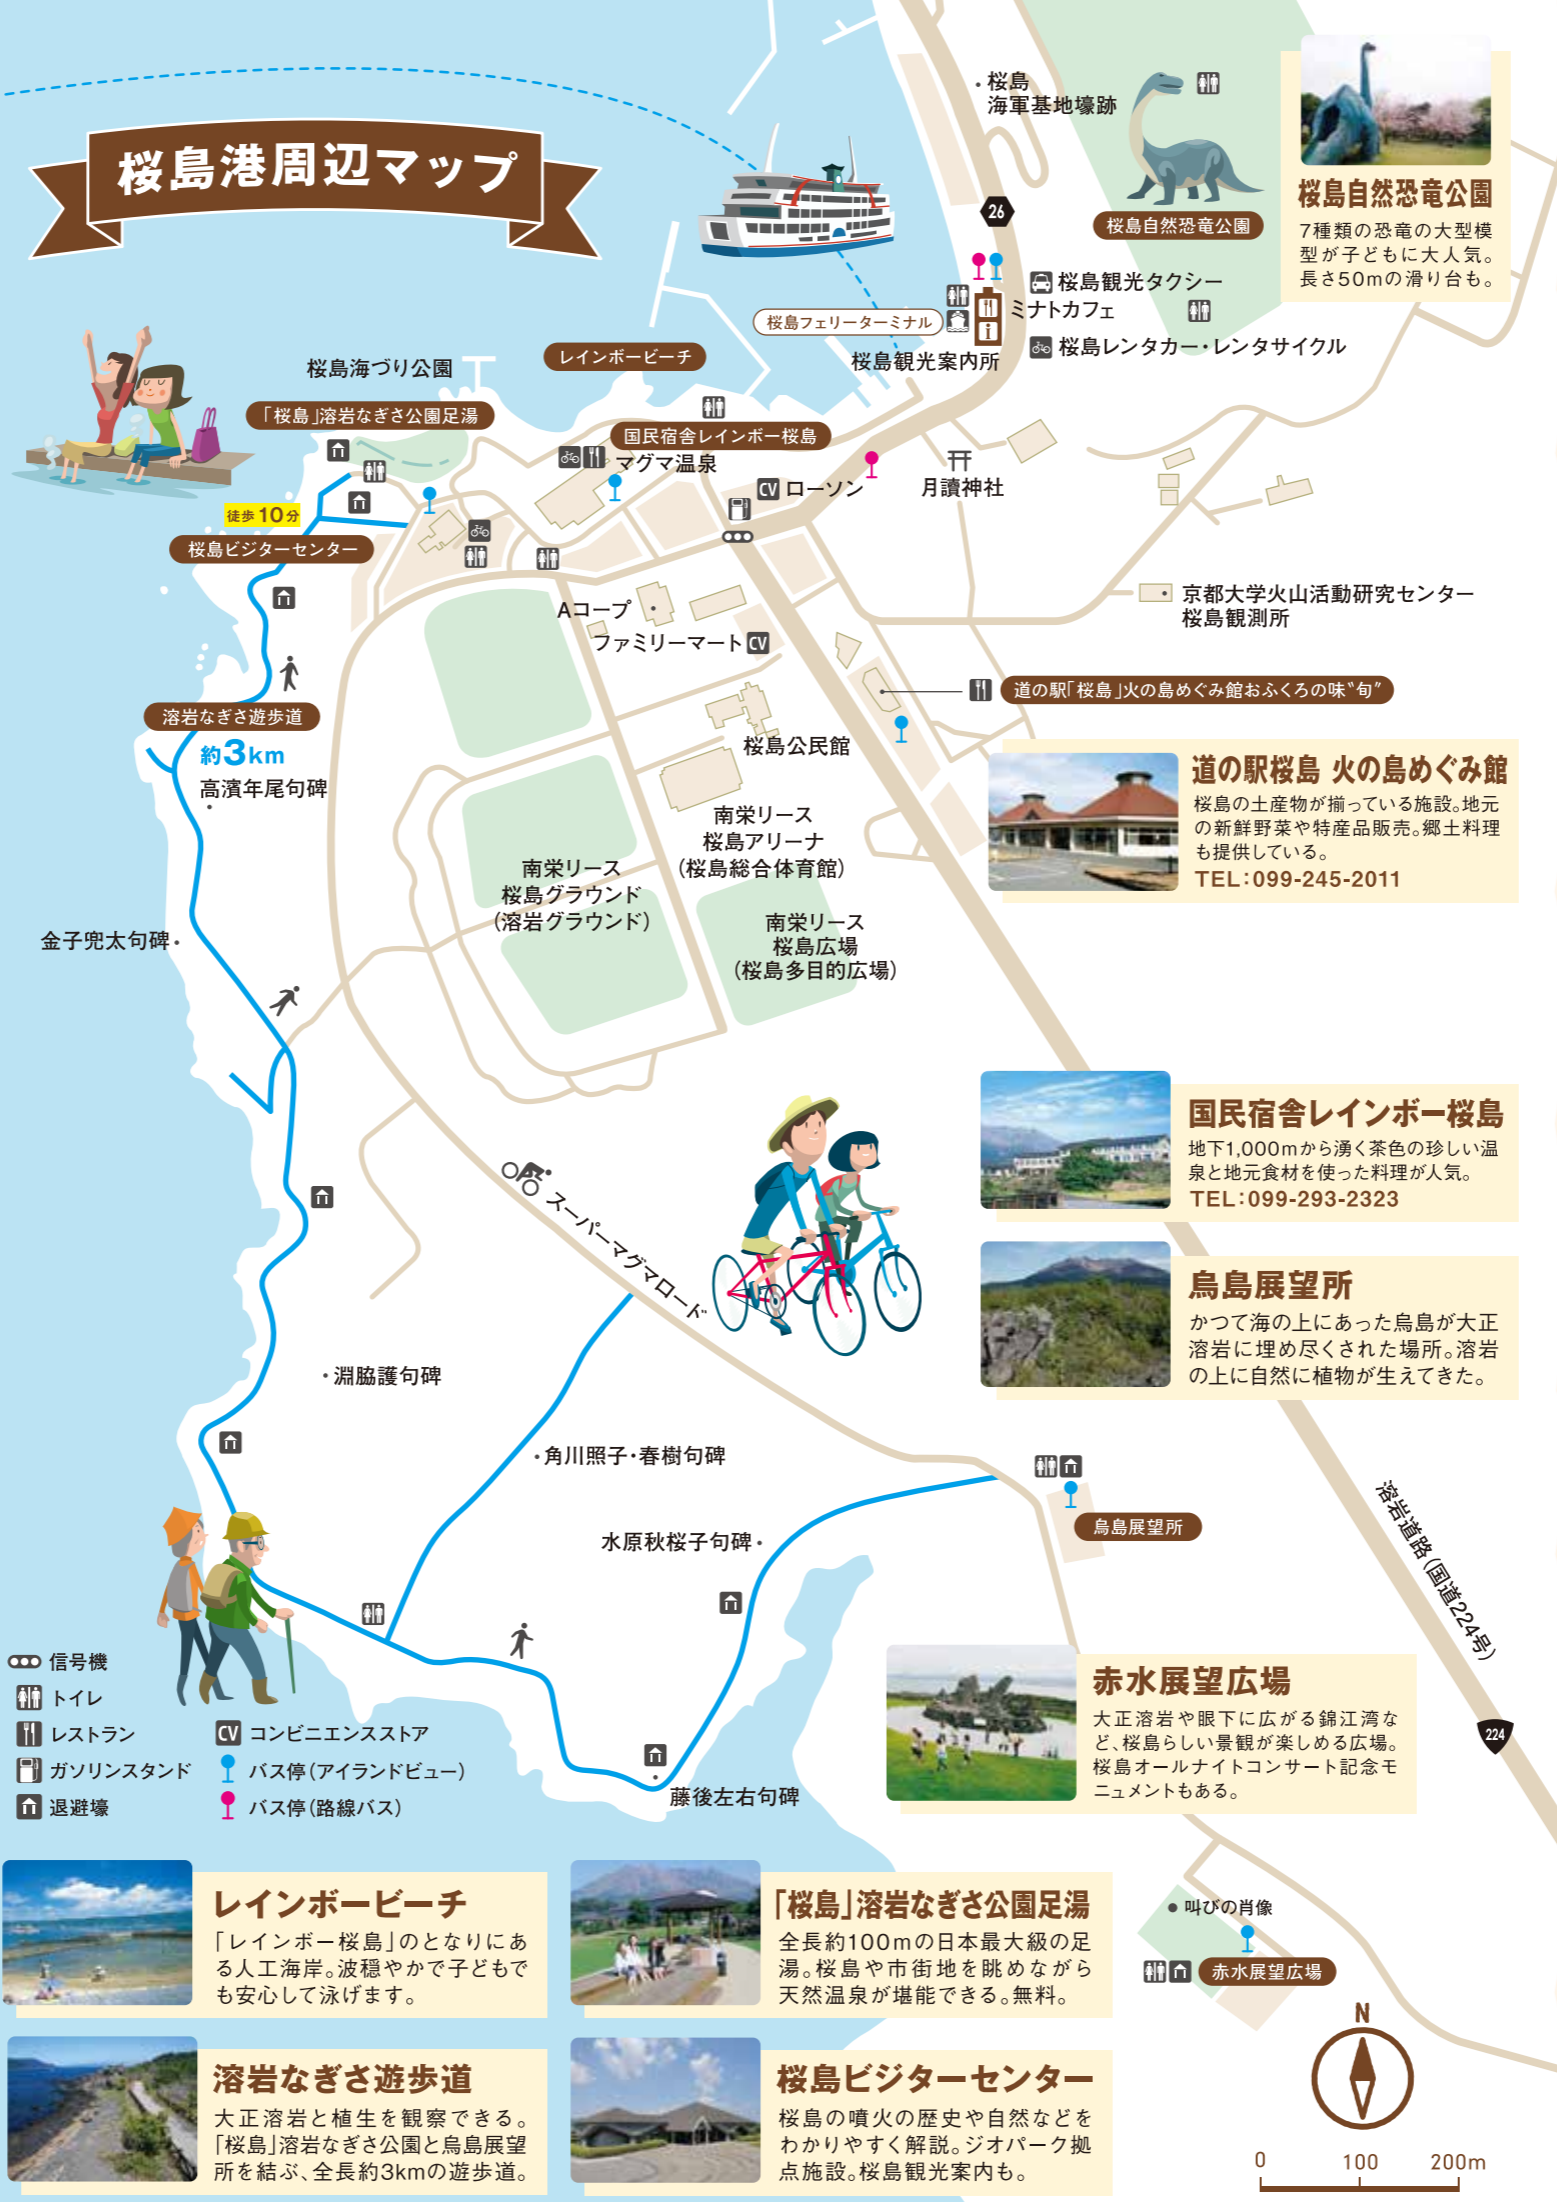 桜島港周辺マップ
桜島
海軍基地壕跡
26
桜島自然恐竜公園
桜島自然恐竜公園
7種類の恐竜の大型模
型が子どもに大人気。
長さ50mの滑り台も。
桜島観光タクシー
ミナトカフェ
桜島フェリーターミナル
i
桜島観光案内所
桜島レンタカー・レンタサイクル
レインボービーチ
桜島海づり公園
「桜島」溶岩なぎさ公園足湯
国民宿舎レインボー桜島
マグマ温泉
CV ローソン
月讀神社
徒歩10分
桜島ビジターセンター
Aコープ
ファミリーマート CV
京都大学火山活動研究センター
桜島観測所
道の駅「桜島」火の島めぐみ館おふくろの味〝旬〟
溶岩なぎさ遊歩道
約3km
高濱年尾句碑
桜島公民館
道の駅桜島 火の島めぐみ館
桜島の土産物が揃っている施設。地元
の新鮮野菜や特産品販売。郷土料理
も提供している。
TEL:099-245-2011
南栄リース
桜島アリーナ
(桜島総合体育館)
南栄リース
桜島グラウンド
(溶岩グラウンド)
南栄リース
桜島広場
(桜島多目的広場)
金子兜太句碑
国民宿舎レインボー桜島
地下1,000mから湧く茶色の珍しい温
泉と地元食材を使った料理が人気。
TEL:099-293-2323
スーパーマグマロード
烏島展望所
かつて海の上にあった烏島が大正
溶岩に埋め尽くされた場所。溶岩
の上に自然に植物が生えてきた。
淵脇護句碑
角川照子・春樹句碑
水原秋桜子句碑
烏島展望所
溶岩道路(国道224号)
224
赤水展望広場
大正溶岩や眼下に広がる錦江湾な
ど、桜島らしい景観が楽しめる広場。
桜島オールナイトコンサート記念モ
ニュメントもある。
藤後左右句碑
信号機
トイレ
レストラン
ガソリンスタンド
退避壕
CV コンビニエンスストア
バス停(アイランドビュー)
バス停(路線バス)
レインボービーチ
「レインボー桜島」のとなりにあ
る人工海岸。波穏やかで子どもで
も安心して泳げます。
「桜島」溶岩なぎさ公園足湯
全長約100mの日本最大級の足
湯。桜島や市街地を眺めながら
天然温泉が堪能できる。無料。
叫びの肖像
赤水展望広場
溶岩なぎさ遊歩道
大正溶岩と植生を観察できる。
「桜島」溶岩なぎさ公園と烏島展望
所を結ぶ、全長約3kmの遊歩道。
桜島ビジターセンター
桜島の噴火の歴史や自然などを
わかりやすく解説。ジオパーク拠
点施設。桜島観光案内も。
N
0 100 200m